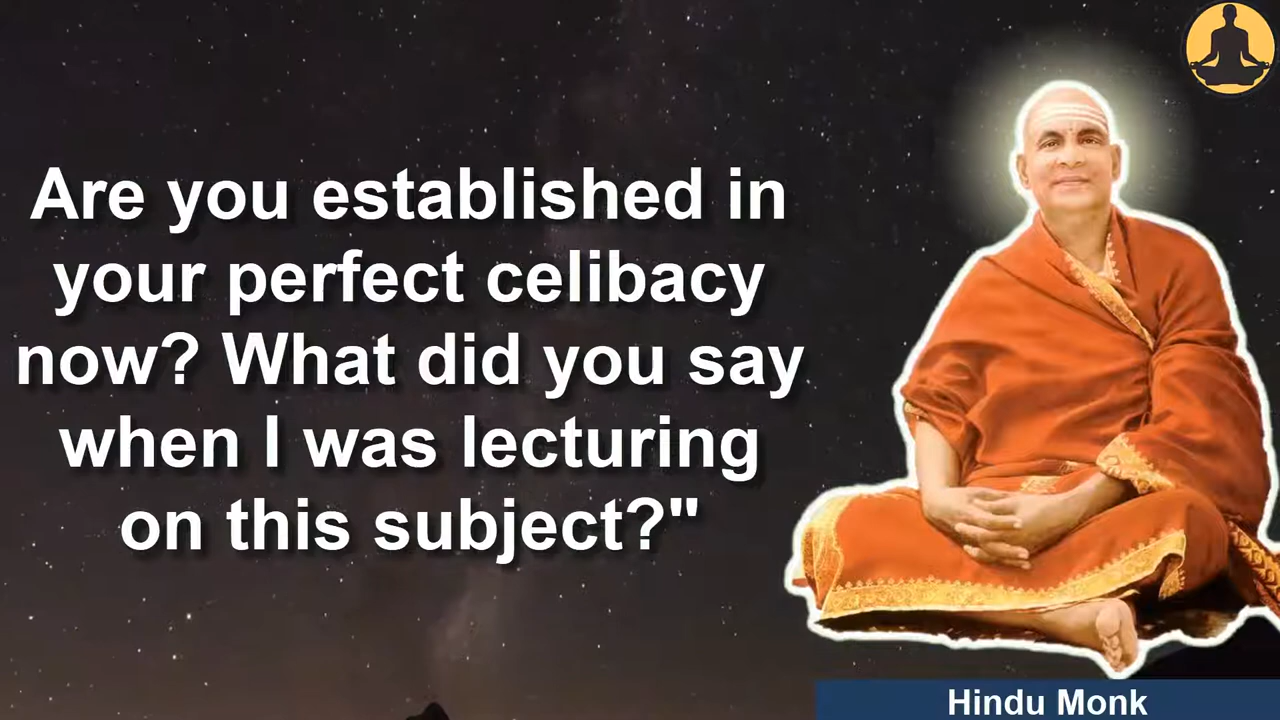 Are you established in
your perfect celibacy
now? What did you say
when I was lecturing
on this subject?"
Hindu Monk